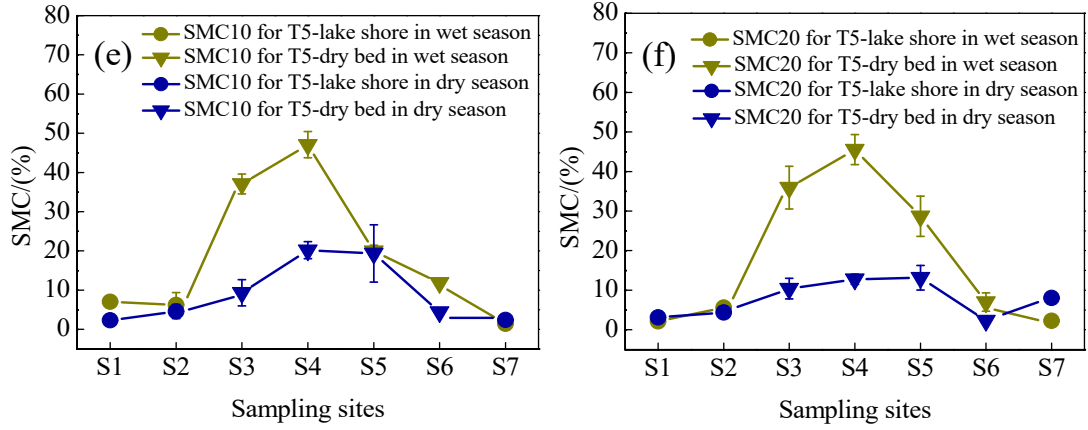 (e)
SMC10 for T5-lake shore in wet season
SMC10 for T5-dry bed in wet season
SMC10 for T5-lake shore in dry season
SMC10 for T5-dry bed in dry season
80
70
60
50
40
30
20
10
0
SMC/(%)
S1 S2 S3 S4 S5 S6 S7
Sampling sites
(f)
SMC20 for T5-lake shore in wet season
SMC20 for T5-dry bed in wet season
SMC20 for T5-lake shore in dry season
SMC20 for T5-dry bed in dry season
80
70
60
50
40
30
20
10
0
SMC/(%)
S1 S2 S3 S4 S5 S6 S7
Sampling sites